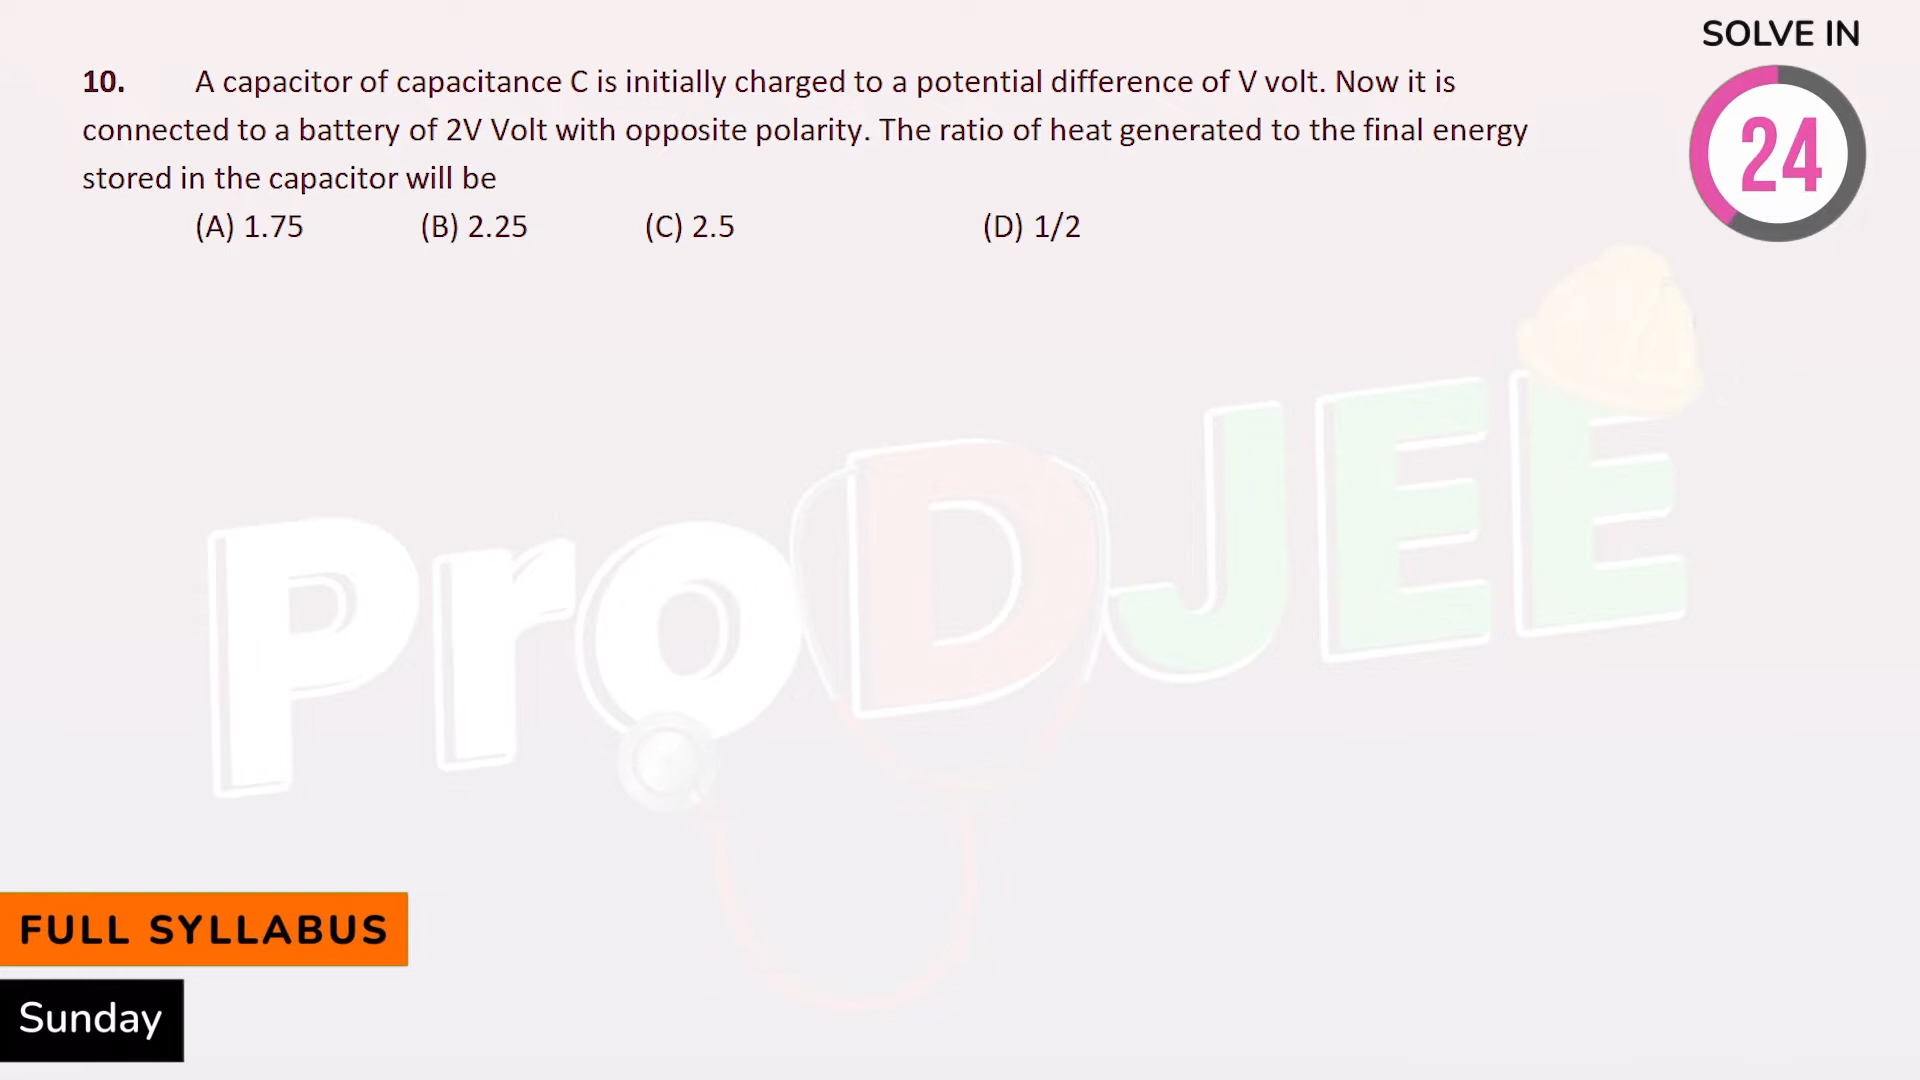 SOLVE IN
24
10. A capacitor of capacitance C is initially charged to a potential difference of V volt. Now it is
connected to a battery of 2V Volt with opposite polarity. The ratio of heat generated to the final energy
stored in the capacitor will be
(A) 1.75 (B) 2.25 (C) 2.5 (D) 1/2
ProDJEE
FULL SYLLABUS
Sunday